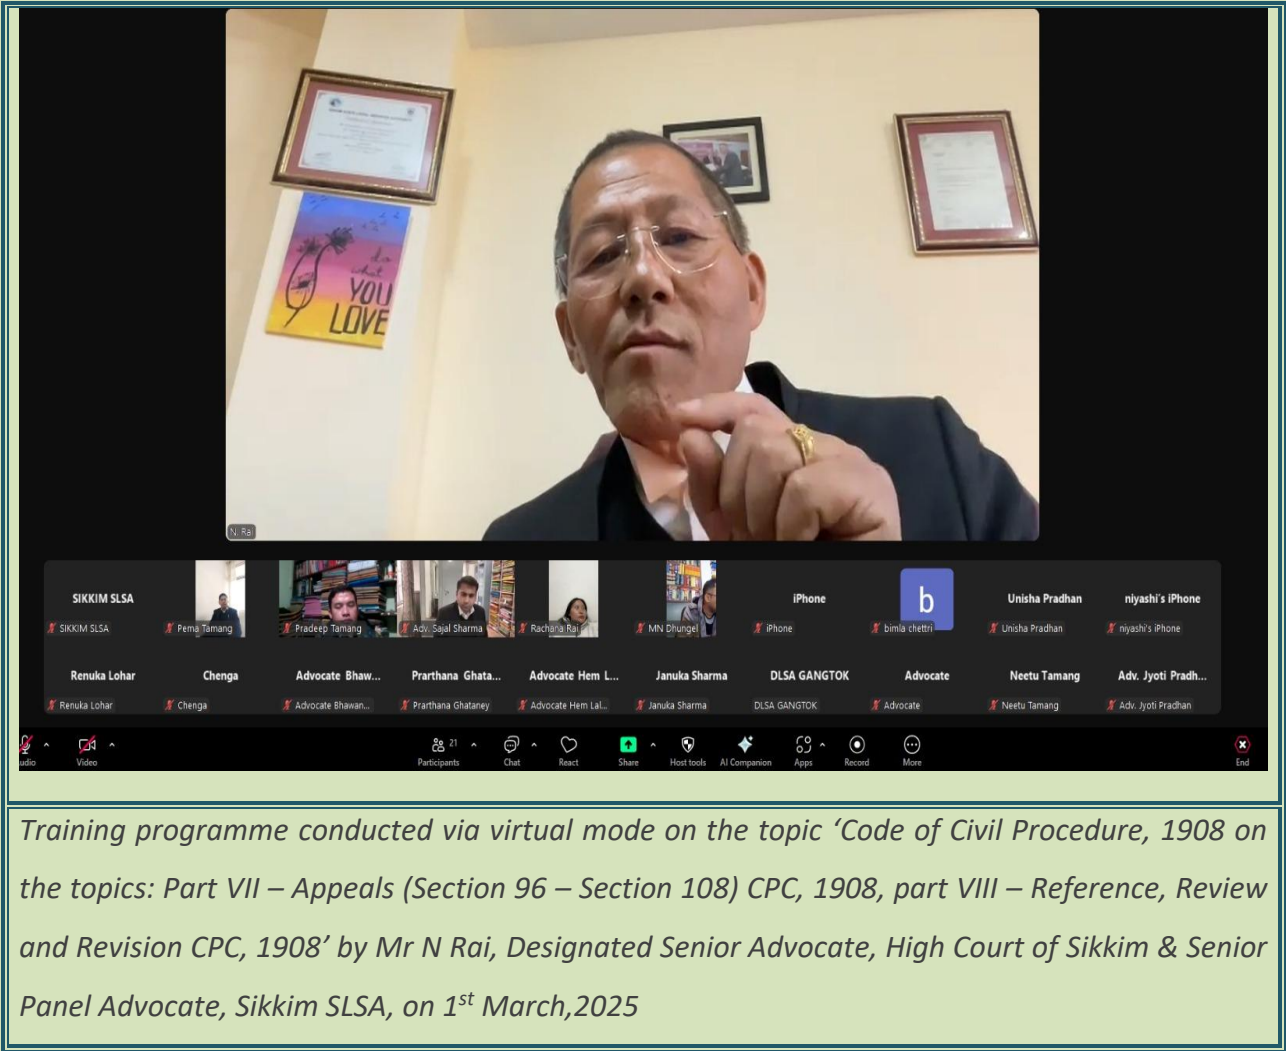 do
what
YOU
LOVE
N. Rai
SIKKIM SLSA
iPhone
b
Unisha Pradhan
niyashi's iPhone
SIKKIM SLSA
Pema Tamang
Pradeep Tamang
Adv. Sajal Sharma
Rachana Rai
MN Dhungel
iPhone
bimla chettri
Unisha Pradhan
niyashi's iPhone
Renuka Lohar
Chenga
Advocate Bhaw...
Prarthana Ghata...
Advocate Hem L...
Januka Sharma
DLSA GANGTOK
Advocate
Neetu Tamang
Adv. Jyoti Pradh...
Renuka Lohar
Chenga
Advocate Bhawan...
Prarthana Ghataney
Advocate Hem Lal...
Januka Sharma
DLSA GANGTOK
Advocate
Neetu Tamang
Adv. Jyoti Pradhan
21
udio
Video
Participants
Chat
React
Share
Host tools
AI Companion
Apps
Record
More
End
Training programme conducted via virtual mode on the topic ‘Code of Civil Procedure, 1908 on
the topics: Part VII – Appeals (Section 96 – Section 108) CPC, 1908, part VIII – Reference, Review
and Revision CPC, 1908’ by Mr N Rai, Designated Senior Advocate, High Court of Sikkim & Senior
Panel Advocate, Sikkim SLSA, on 1st March,2025